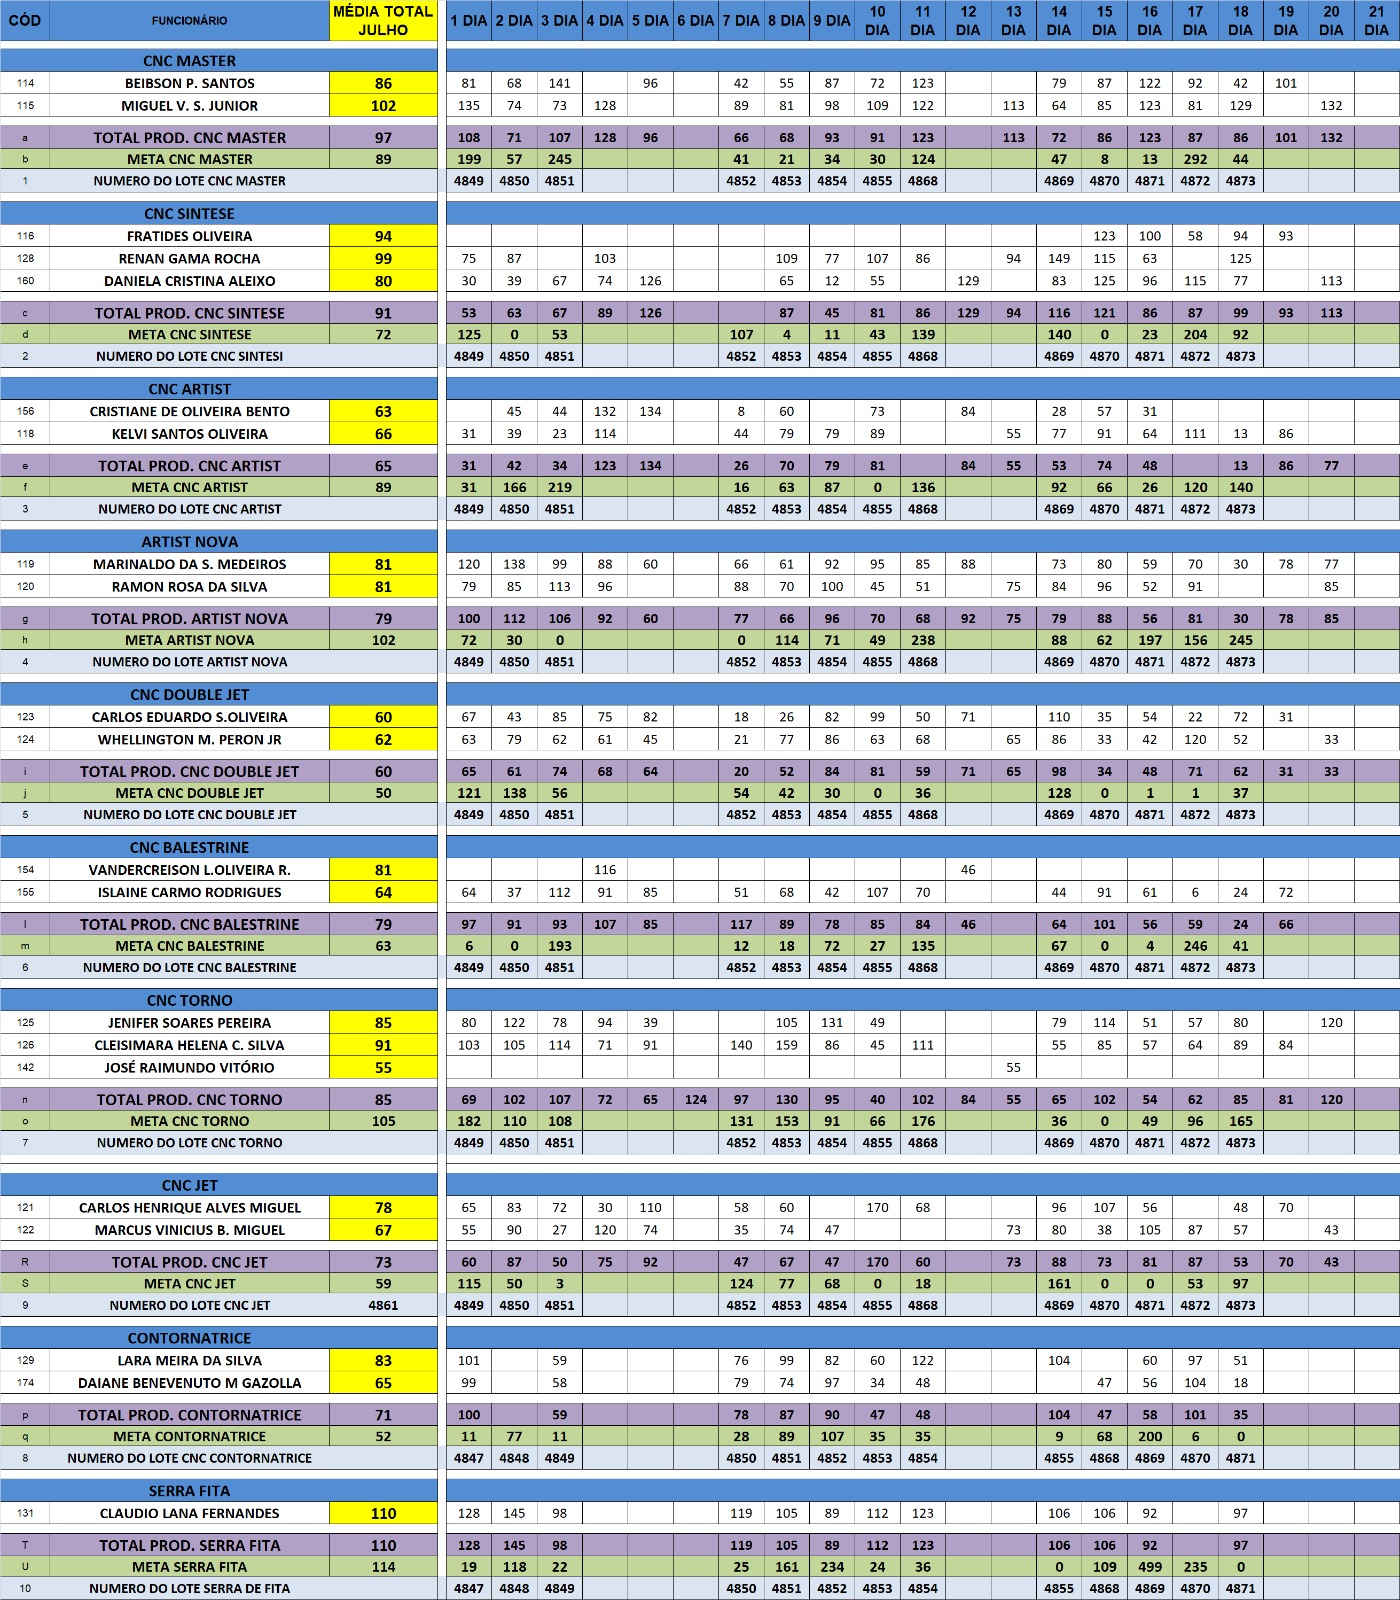 CÓD FUNCIONÁRIO MÉDIA TOTAL JULHO 1 DIA 2 DIA 3 DIA 4 DIA 5 DIA 6 DIA 7 DIA 8 DIA 9 DIA 10 DIA 11 DIA 12 DIA 13 DIA 14 DIA 15 DIA 16 DIA 17 DIA 18 DIA 19 DIA 20 DIA 21 DIA
CNC MASTER
114 BEIBSON P. SANTOS 86 81 68 141 96 42 55 87 72 123 79 87 122 92 42 101
115 MIGUEL V. S. JUNIOR 102 135 74 73 128 89 81 98 109 122 113 64 85 123 81 129 132
a TOTAL PROD. CNC MASTER 97 108 71 107 128 96 66 68 93 91 123 113 72 86 123 87 86 101 132
b META CNC MASTER 89 199 57 245 41 21 34 30 124 47 8 13 292 44
1 NUMERO DO LOTE CNC MASTER 4849 4850 4851 4852 4853 4854 4855 4868 4869 4870 4871 4872 4873
CNC SINTESE
116 FRATIDES OLIVEIRA 94 123 100 58 94 93
128 RENAN GAMA ROCHA 99 75 87 103 109 77 107 86 94 149 115 63 125
160 DANIELA CRISTINA ALEIXO 80 30 39 67 74 126 65 12 55 129 83 125 96 115 77 113
c TOTAL PROD. CNC SINTESE 91 53 63 67 89 126 87 45 81 86 129 94 116 121 86 87 99 93 113
d META CNC SINTESE 72 125 0 53 107 4 11 43 139 140 0 23 204 92
2 NUMERO DO LOTE CNC SINTESI 4849 4850 4851 4852 4853 4854 4855 4868 4869 4870 4871 4872 4873
CNC ARTIST
156 CRISTIANE DE OLIVEIRA BENTO 63 45 44 132 134 8 60 73 84 28 57 31
118 KELVI SANTOS OLIVEIRA 66 31 39 23 114 44 79 79 89 55 77 91 64 111 13 86
e TOTAL PROD. CNC ARTIST 65 31 42 34 123 134 26 70 79 81 84 55 53 74 48 13 86 77
f META CNC ARTIST 89 31 166 219 16 63 87 0 136 92 66 26 120 140
3 NUMERO DO LOTE CNC ARTIST 4849 4850 4851 4852 4853 4854 4855 4868 4869 4870 4871 4872 4873
ARTIST NOVA
119 MARINALDO DA S. MEDEIROS 81 120 138 99 88 60 66 61 92 95 85 88 73 80 59 70 30 78 77
120 RAMON ROSA DA SILVA 81 79 85 113 96 88 70 100 45 51 75 84 96 52 91 85
g TOTAL PROD. ARTIST NOVA 79 100 112 106 92 60 77 66 96 70 68 92 75 79 88 56 81 30 78 85
h META ARTIST NOVA 102 72 30 0 0 114 71 49 238 88 62 197 156 245
4 NUMERO DO LOTE ARTIST NOVA 4849 4850 4851 4852 4853 4854 4855 4868 4869 4870 4871 4872 4873
CNC DOUBLE JET
123 CARLOS EDUARDO S.OLIVEIRA 60 67 43 85 75 82 18 26 82 99 50 71 110 35 54 22 72 31
124 WHELLINGTON M. PERON JR 62 63 79 62 61 45 21 77 86 63 68 65 86 33 42 120 52 33
i TOTAL PROD. CNC DOUBLE JET 60 65 61 74 68 64 20 52 84 81 59 71 65 98 34 48 71 62 31 33
j META CNC DOUBLE JET 50 121 138 56 54 42 30 0 36 128 0 1 1 37
5 NUMERO DO LOTE CNC DOUBLE JET 4849 4850 4851 4852 4853 4854 4855 4868 4869 4870 4871 4872 4873
CNC BALESTRINE
154 VANDERCREISON L.OLIVEIRA R. 81 116 46
155 ISLAINE CARMO RODRIGUES 64 64 37 112 91 85 51 68 42 107 70 44 91 61 6 24 72
l TOTAL PROD. CNC BALESTRINE 79 97 91 93 107 85 117 89 78 85 84 46 64 101 56 59 24 66
m META CNC BALESTRINE 63 6 0 193 12 18 72 27 135 67 0 4 246 41
6 NUMERO DO LOTE CNC BALESTRINE 4849 4850 4851 4852 4853 4854 4855 4868 4869 4870 4871 4872 4873
CNC TORNO
125 JENIFER SOARES PEREIRA 85 80 122 78 94 39 105 131 49 79 114 51 57 80 120
126 CLEISIMARA HELENA C. SILVA 91 103 105 114 71 91 140 159 86 45 111 55 85 57 64 89 84
142 JOSÉ RAIMUNDO VITÓRIO 55 55
n TOTAL PROD. CNC TORNO 85 69 102 107 72 65 124 97 130 95 40 102 84 55 65 102 54 62 85 81 120
o META CNC TORNO 105 182 110 108 131 153 91 66 176 36 0 49 96 165
7 NUMERO DO LOTE CNC TORNO 4849 4850 4851 4852 4853 4854 4855 4868 4869 4870 4871 4872 4873
CNC JET
121 CARLOS HENRIQUE ALVES MIGUEL 78 65 83 72 30 110 58 60 170 68 96 107 56 48 70
122 MARCUS VINICIUS B. MIGUEL 67 55 90 27 120 74 35 74 47 73 80 38 105 87 57 43
R TOTAL PROD. CNC JET 73 60 87 50 75 92 47 67 47 170 60 73 88 73 81 87 53 70 43
S META CNC JET 59 115 50 3 124 77 68 0 18 161 0 0 53 97
9 NUMERO DO LOTE CNC JET 4861 4849 4850 4851 4852 4853 4854 4855 4868 4869 4870 4871 4872 4873
CONTORNATRICE
129 LARA MEIRA DA SILVA 83 101 59 76 99 82 60 122 104 60 97 51
174 DAIANE BENEVENUTO M GAZOLLA 65 99 58 79 74 97 34 48 47 56 104 18
p TOTAL PROD. CONTORNATRICE 71 100 59 78 87 90 47 48 104 47 58 101 35
q META CONTORNATRICE 52 11 77 11 28 89 107 35 35 9 68 200 6 0
8 NUMERO DO LOTE CNC CONTORNATRICE 4847 4848 4849 4850 4851 4852 4853 4854 4855 4868 4869 4870 4871
SERRA FITA
131 CLAUDIO LANA FERNANDES 110 128 145 98 119 105 89 112 123 106 106 92 97
T TOTAL PROD. SERRA FITA 110 128 145 98 119 105 89 112 123 106 106 92 97
U META SERRA FITA 114 19 118 22 25 161 234 24 36 0 109 499 235 0
10 NUMERO DO LOTE SERRA DE FITA 4847 4848 4849 4850 4851 4852 4853 4854 4855 4868 4869 4870 4871